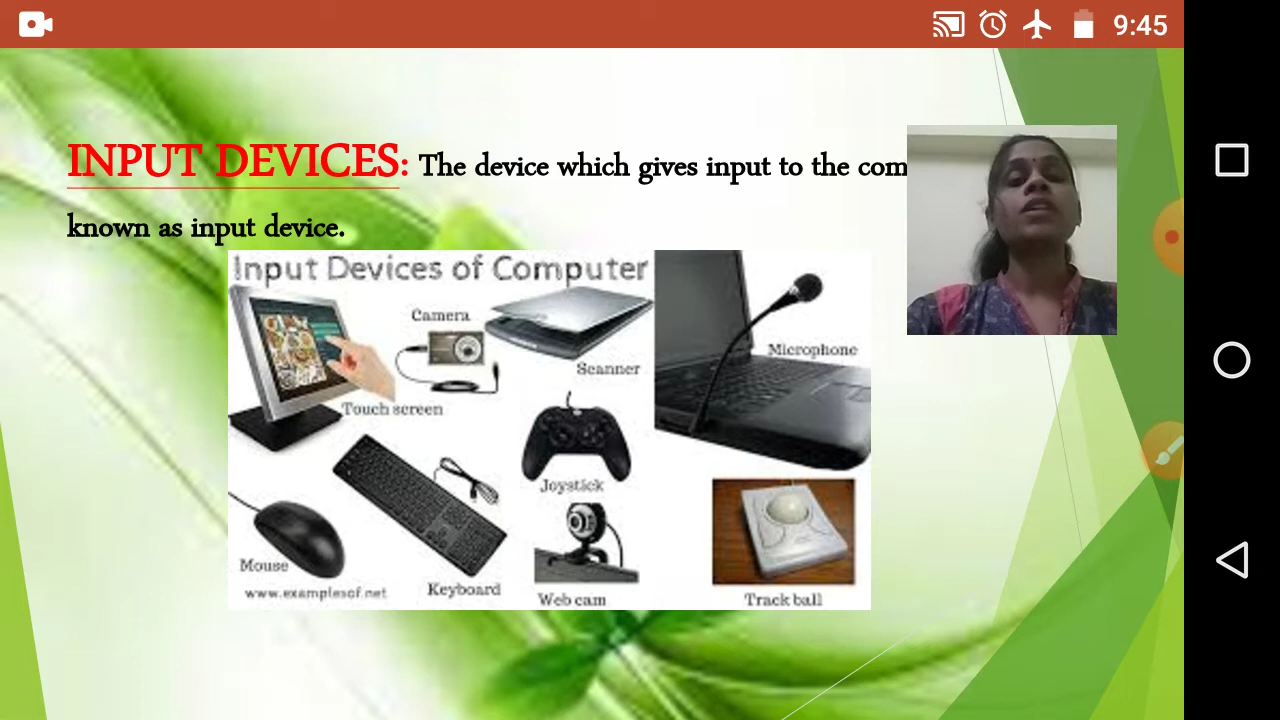 9:45
INPUT DEVICES: The device which gives input to the com
known as input device.
Input Devices of Computer
Camera
Scanner
Microphone
Touch screen
Joystick
Mouse
Keyboard
www.examplesof.net
Web cam
Track ball